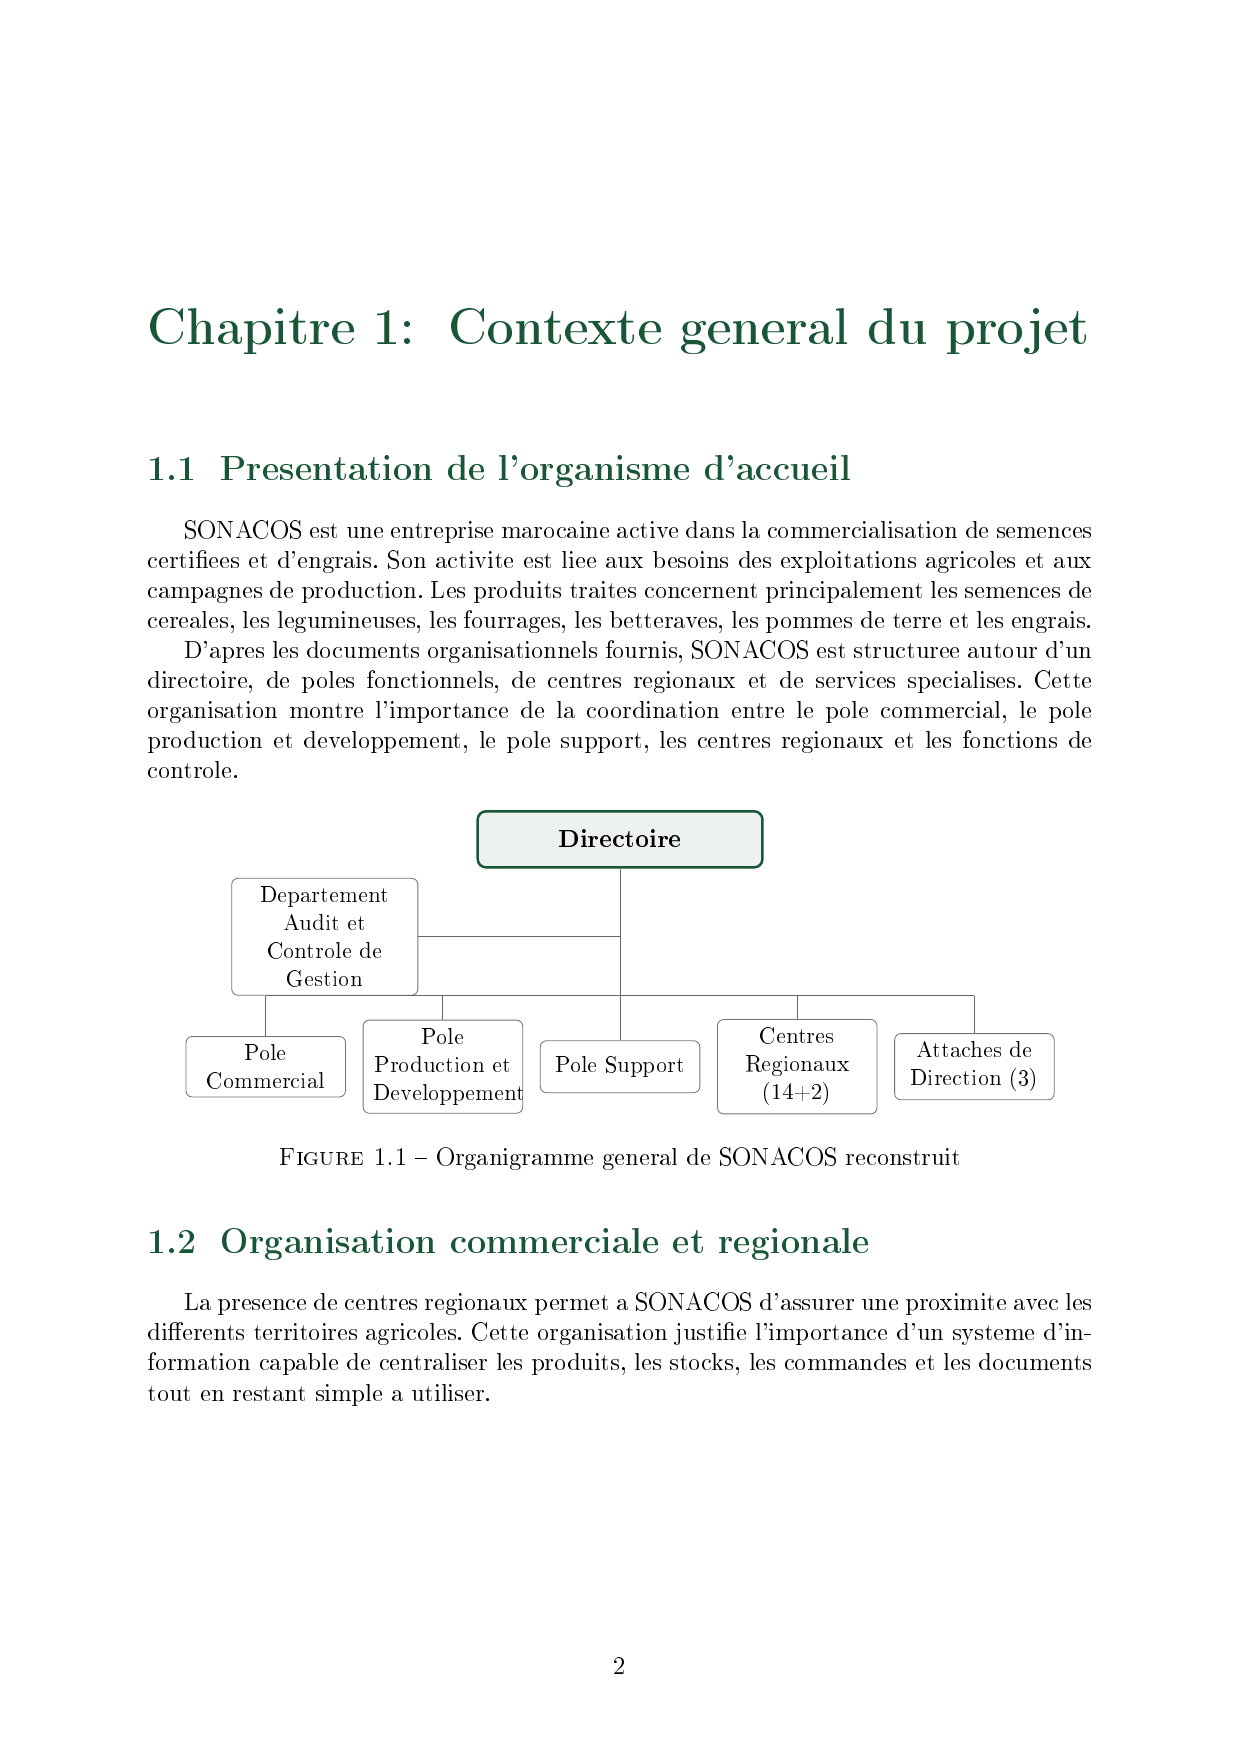 Chapitre 1: Contexte general du projet
1.1 Presentation de l'organisme d'accueil
SONACOS est une entreprise marocaine active dans la commercialisation de semences
certifiees et d'engrais. Son activite est liee aux besoins des exploitations agricoles et aux
campagnes de production. Les produits traites concernent principalement les semences de
cereales, les legumineuses, les fourrages, les betteraves, les pommes de terre et les engrais.
D'apres les documents organisationnels fournis, SONACOS est structuree autour d'un
directoire, de poles fonctionnels, de centres regionaux et de services specialises. Cette
organisation montre l'importance de la coordination entre le pole commercial, le pole
production et developpement, le pole support, les centres regionaux et les fonctions de
controle.
Directoire
Departement
Audit et
Controle de
Gestion
Pole
Commercial
Pole
Production et
Developpement
Pole Support
Centres
Regionaux
(14+2)
Attaches de
Direction (3)
FIGURE 1.1 – Organigramme general de SONACOS reconstruit
1.2 Organisation commerciale et regionale
La presence de centres regionaux permet a SONACOS d'assurer une proximite avec les
differents territoires agricoles. Cette organisation justifie l'importance d'un systeme d'in-
formation capable de centraliser les produits, les stocks, les commandes et les documents
tout en restant simple a utiliser.
2